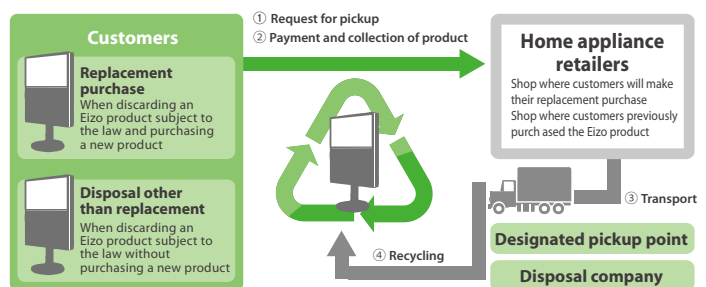 Customers
Replacement
purchase
When discarding an
Eizo product subject to
the law and purchasing
a new product
Disposal other
than replacement
When discarding an
Eizo product subject to
the law without
purchasing a new product
① Request for pickup
② Payment and collection of product
Home appliance
retailers
Shop where customers will make
their replacement purchase
Shop where customers previously
purch ased the Eizo product
③ Transport
④ Recycling
Designated pickup point
Disposal company